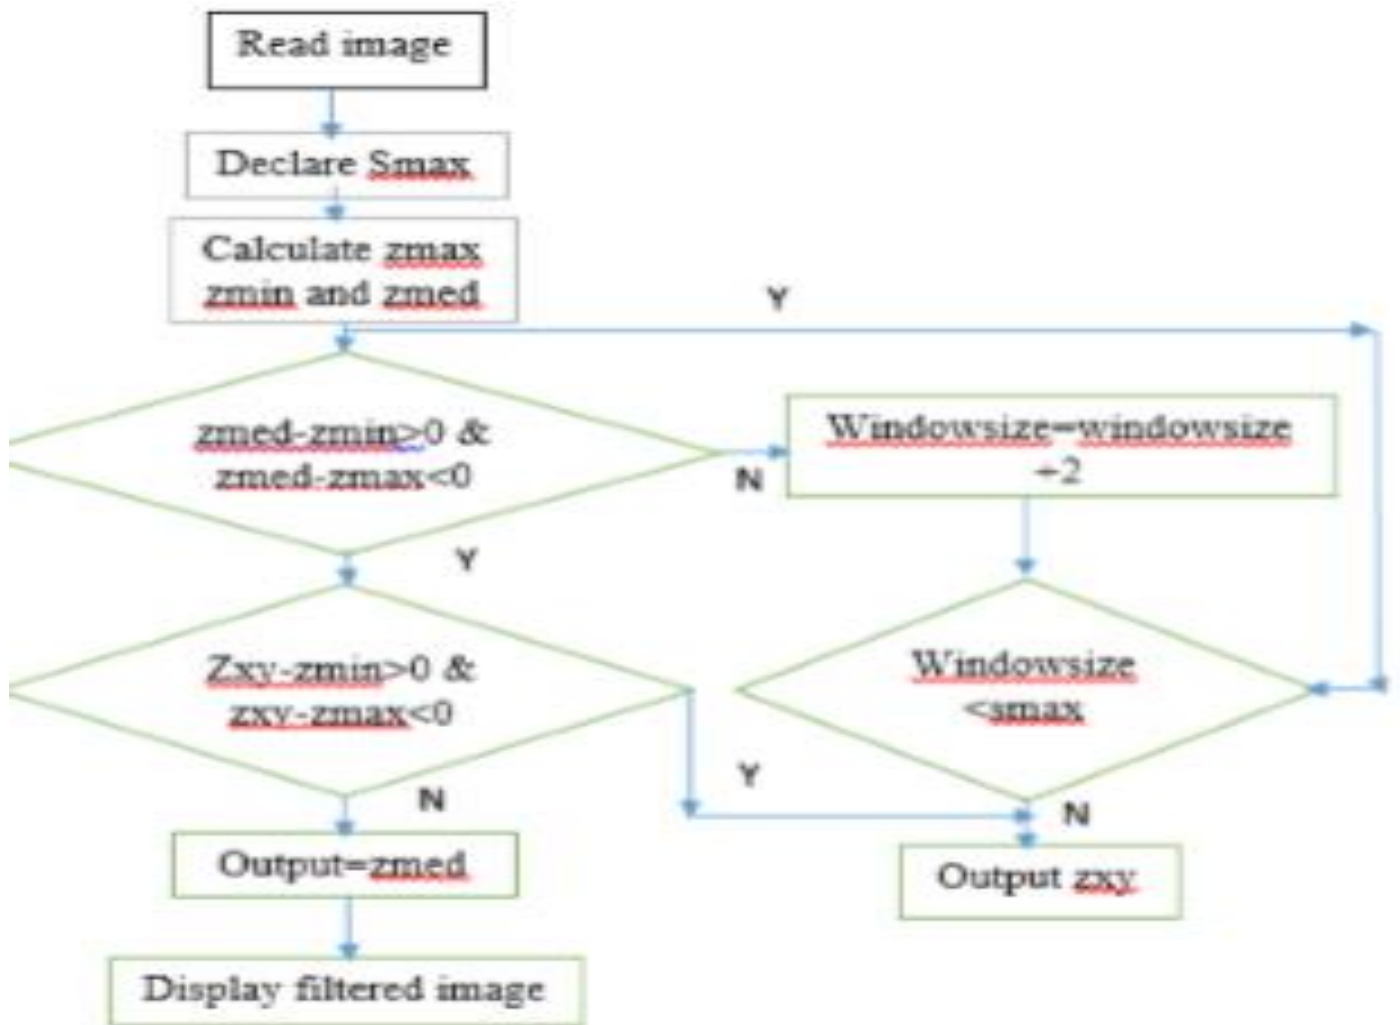 Read image
Declare Smax
Calculate zmax
zmin and zmed
Y
zmed-zmin>0 &
zmed-zmax<0
N
Windowsize=windowsize
+2
Y
Zxy-zmin>0 &
zxy-zmax<0
Windowsize
<smax
Y
N
N
Output=zmed
Output zxy
Display filtered image